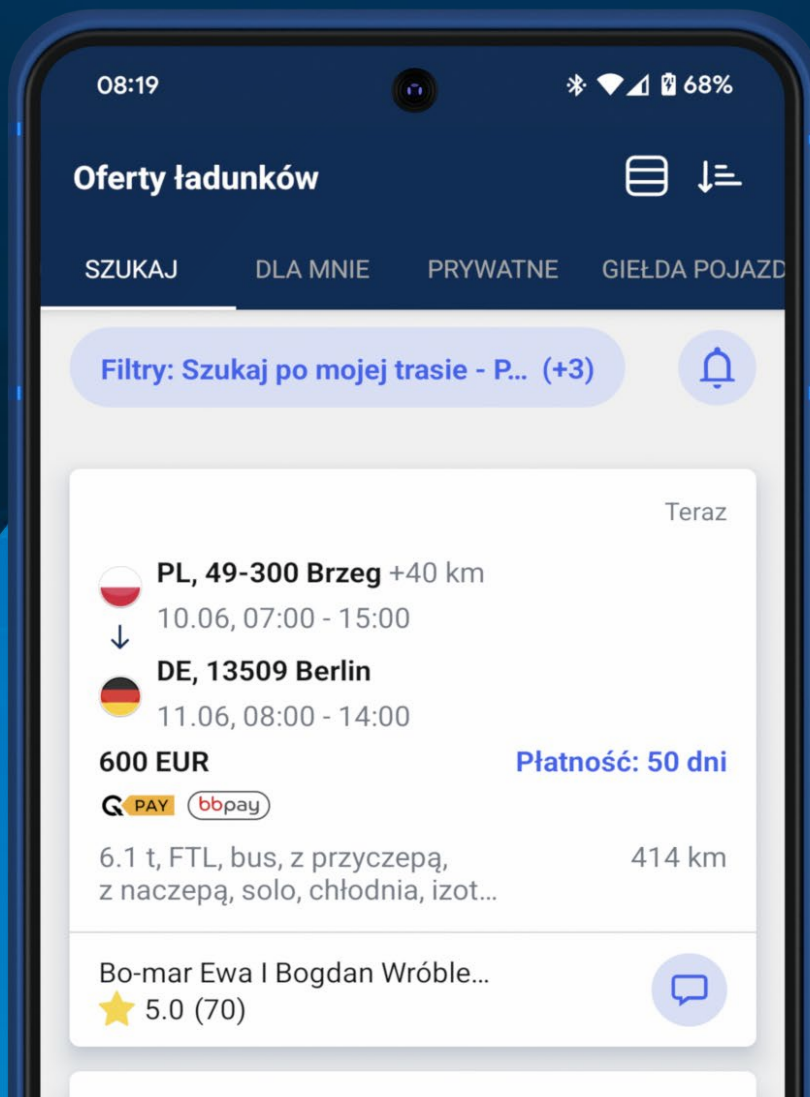 08:19 68%
Oferty ładunków
SZUKAJ DLA MNIE PRYWATNE GIEŁDA POJAZD
Filtry: Szukaj po mojej trasie - P... (+3)
Teraz
PL, 49-300 Brzeg +40 km
10.06, 07:00 - 15:00
DE, 13509 Berlin
11.06, 08:00 - 14:00
600 EUR Płatność: 50 dni
PAY bbpay
6.1 t, FTL, bus, z przyczepą, 414 km
z naczepą, solo, chłodnia, izot...
Bo-mar Ewa I Bogdan Wróble...
5.0 (70)